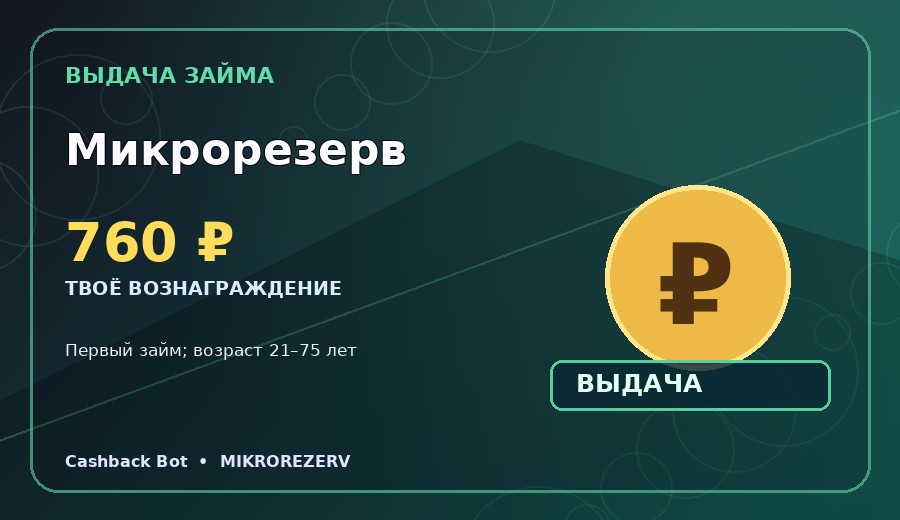 ВЫДАЧА ЗАЙМА
Микрорезерв
760 ₽
ТВОЁ ВОЗНАГРАЖДЕНИЕ
Первый займ; возраст 21–75 лет
₽
ВЫДАЧА
Cashback Bot • MIKROREZERV